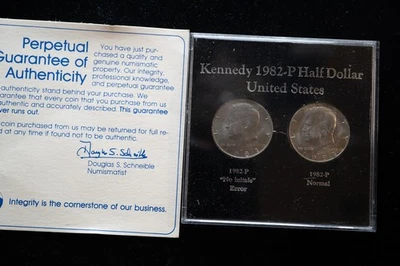 Perpetual
Guarantee of
Authenticity
You have just pur-
chased a quality and
genuine numismatic
property. Our integrity,
professional knowledge,
and perpetual guarantee
authenticity stand behind your purchase. We
guarantee that every coin that you purchase from us
authentic and accurately described. This guarantee
ver runs out.
coin purchased from us may be returned for full re-
d at any time if found not to be authentic.
Douglas S. Schneible
Douglas S. Schneible
Numismatist
Integrity is the cornerstone of our business.
Kennedy 1982-P Half Dollar
United States
1982-P
"No Initials"
Error
1982-P
Normal